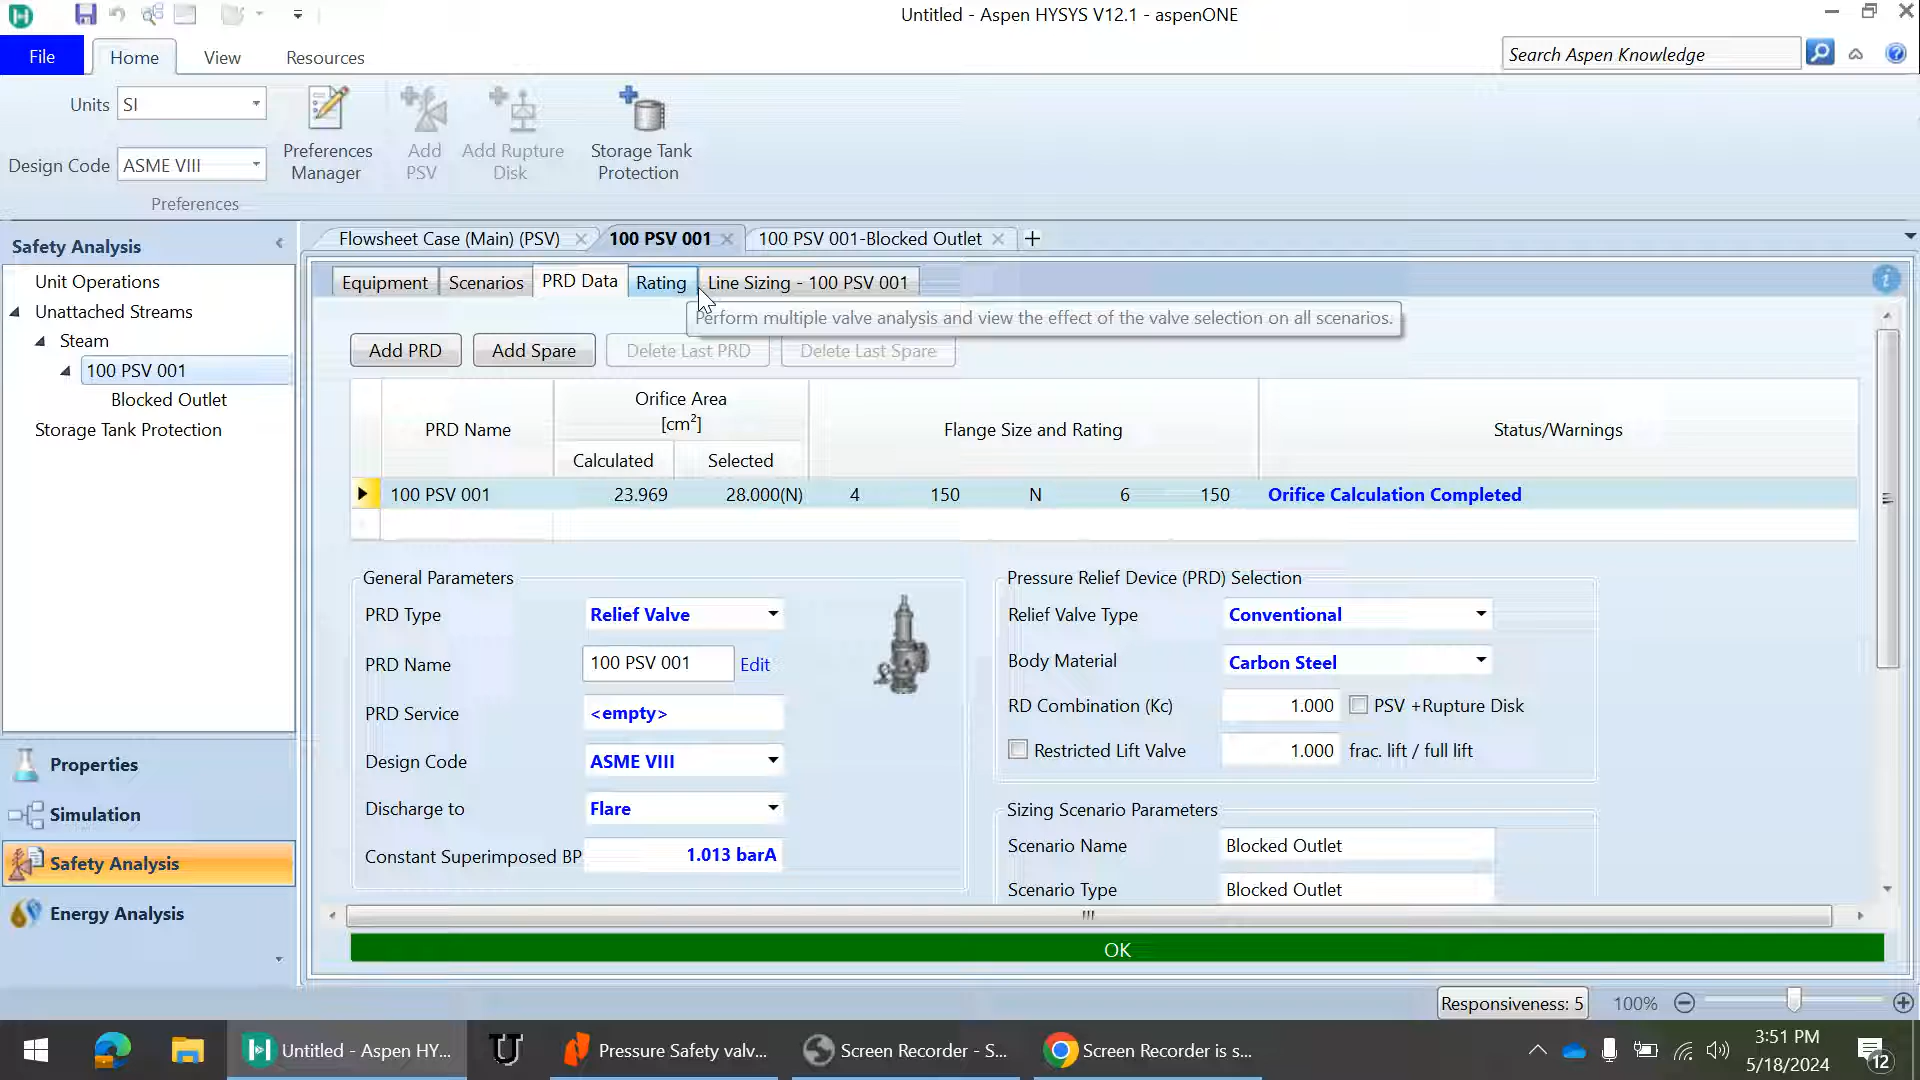 Untitled - Aspen HYSYS V12.1 - aspenONE
File
Home
View
Resources
Search Aspen Knowledge
Units
SI
Design Code
ASME VIII
Preferences
Manager
Add
PSV
Add Rupture
Disk
Storage Tank
Protection
Preferences
Safety Analysis
Unit Operations
Unattached Streams
Steam
100 PSV 001
Blocked Outlet
Storage Tank Protection
Properties
Simulation
Safety Analysis
Energy Analysis
Flowsheet Case (Main) (PSV)
100 PSV 001
100 PSV 001-Blocked Outlet
Equipment
Scenarios
PRD Data
Rating
Line Sizing - 100 PSV 001
Perform multiple valve analysis and view the effect of the valve selection on all scenarios.
Add PRD
Add Spare
Delete Last PRD
Delete Last Spare
PRD Name
Orifice Area
[cm2]
Calculated
Selected
Flange Size and Rating
Status/Warnings
100 PSV 001 23.969 28.000(N) 4 150 N 6 150 Orifice Calculation Completed
General Parameters
PRD Type
Relief Valve
PRD Name
100 PSV 001
Edit
PRD Service
<empty>
Design Code
ASME VIII
Discharge to
Flare
Constant Superimposed BP
1.013 barA
Pressure Relief Device (PRD) Selection
Relief Valve Type
Conventional
Body Material
Carbon Steel
RD Combination (Kc)
1.000
PSV +Rupture Disk
Restricted Lift Valve
1.000
frac. lift / full lift
Sizing Scenario Parameters
Scenario Name
Blocked Outlet
Scenario Type
Blocked Outlet
OK
Responsiveness: 5
100%
Untitled - Aspen HY...
Pressure Safety valv...
Screen Recorder - S...
Screen Recorder is s...
3:51 PM
5/18/2024
12